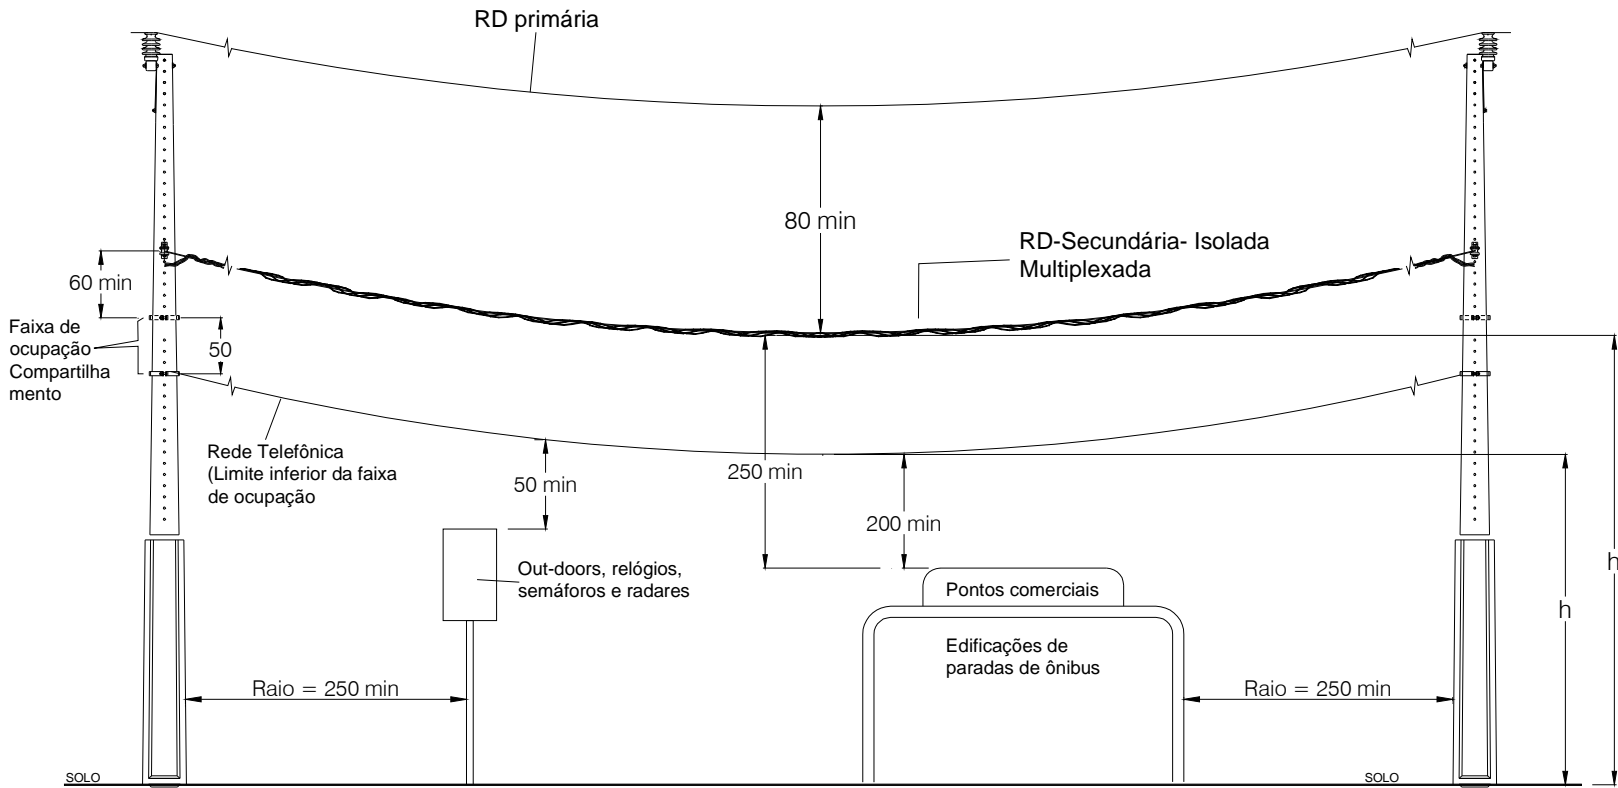 RD primária
80 min
RD-Secundária- Isolada
Multiplexada
60 min
Faixa de
ocupação
Compartilha
mento
50
Rede Telefônica
(Limite inferior da faixa
de ocupação
50 min
250 min
200 min
Out-doors, relógios,
semáforos e radares
Pontos comerciais
Edificações de
paradas de ônibus
h
h
Raio = 250 min
Raio = 250 min
SOLO
SOLO